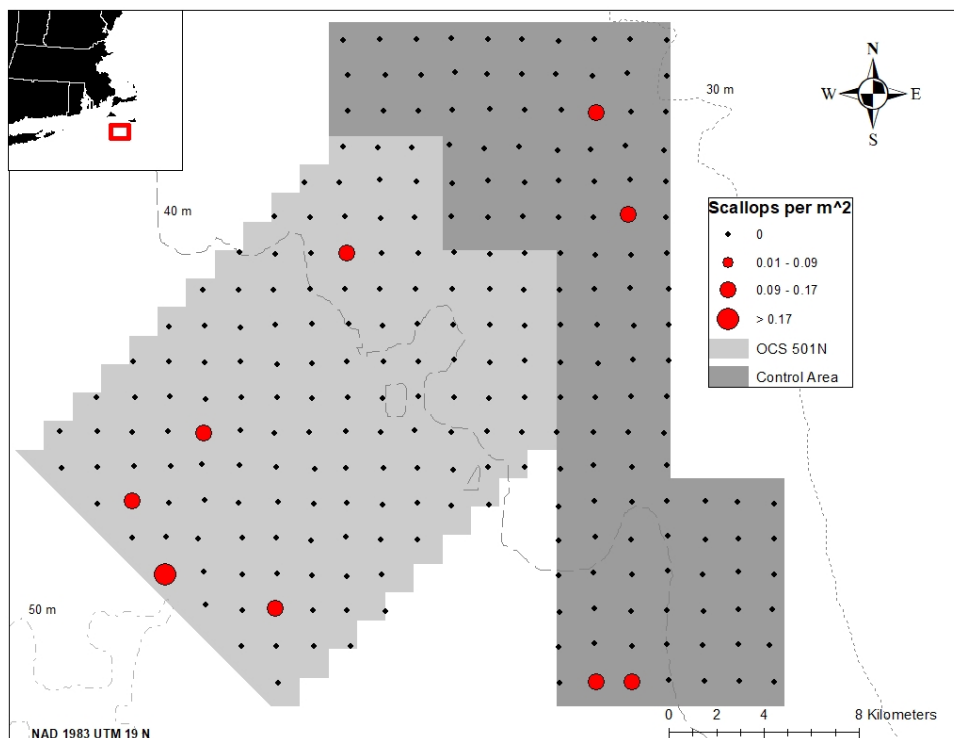 30 m
N
W E
S
40 m
Scallops per m^2
0
0.01 - 0.09
0.09 - 0.17
> 0.17
OCS 501N
Control Area
50 m
0 2 4 8 Kilometers
NAD 1983 UTM 19 N